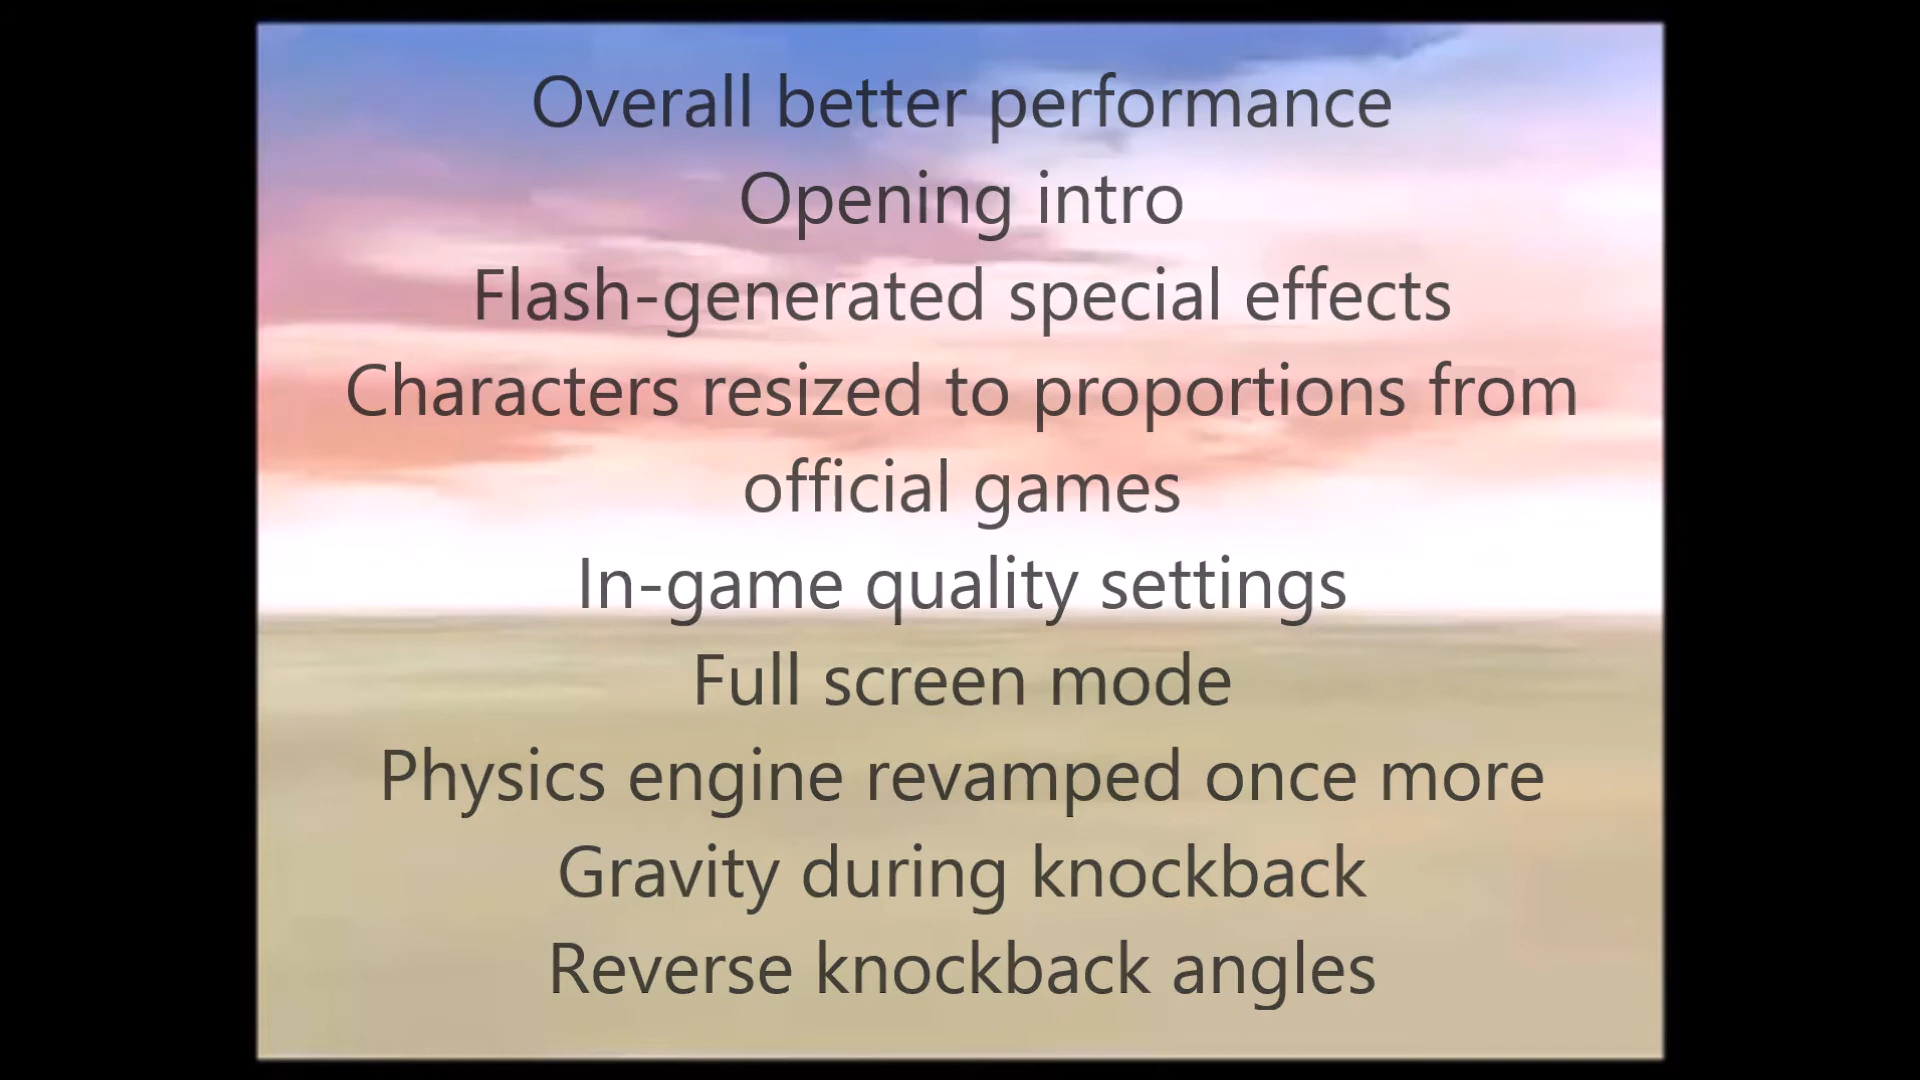 Overall better performance
Opening intro
Flash-generated special effects
Characters resized to proportions from
official games
In-game quality settings
Full screen mode
Physics engine revamped once more
Gravity during knockback
Reverse knockback angles